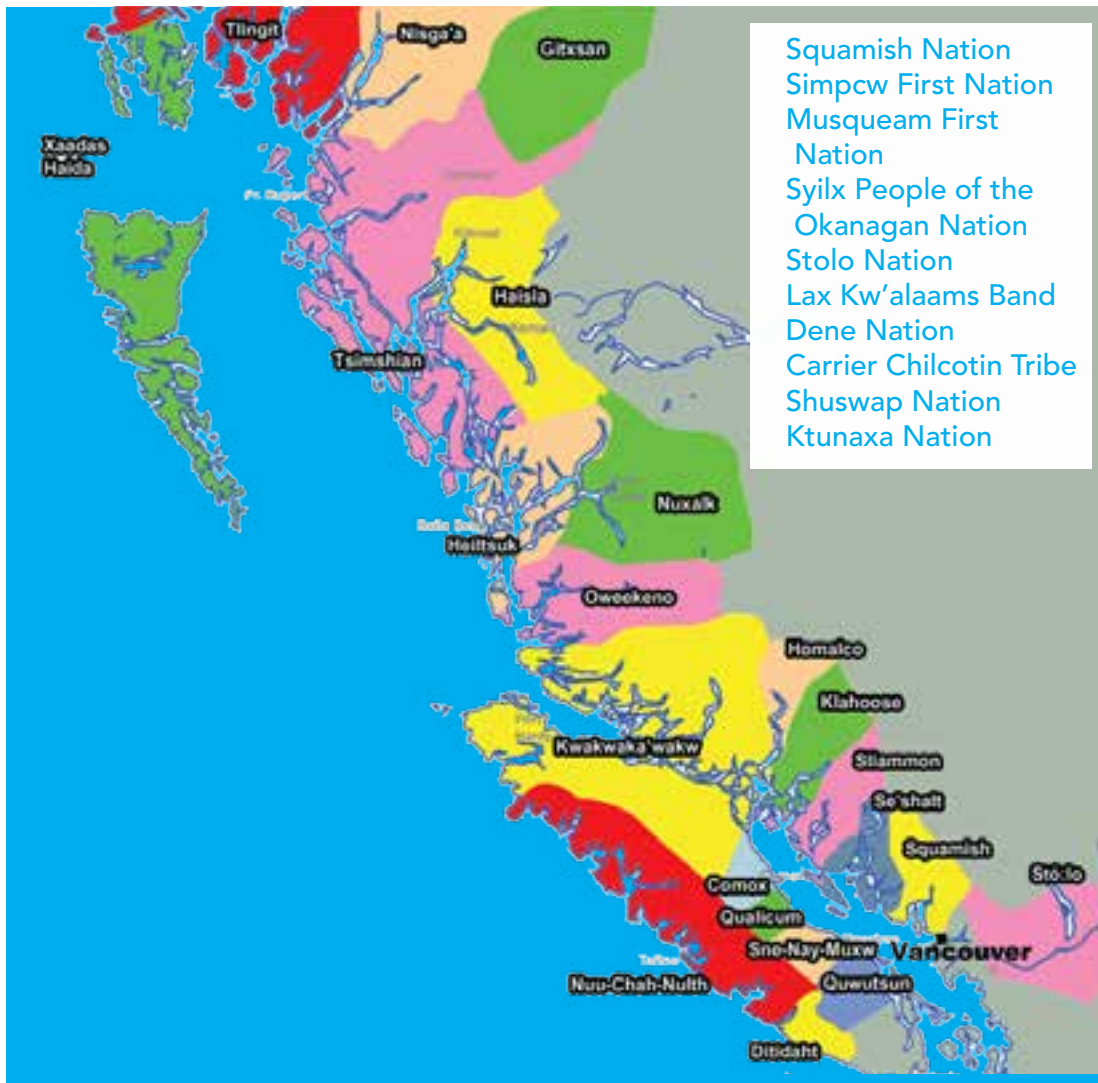 Tlingit
Nisga'a
Gitxsan
Xaadas
Haida
Haisla
Tsimshian
Nuxalk
Heiltsuk
Oweekeno
Homalco
Klahoose
Kwakwaka'wakw
Sliammon
Se'shalt
Squamish
Stó:lo
Comox
Qualicum
Sne-Nay-Muxw
Vancouver
Nuu-Chah-Nulth
Quwutsun
Ditidaht
Squamish Nation
Simpcw First Nation
Musqueam First
Nation
Syilx People of the
Okanagan Nation
Stolo Nation
Lax Kw’alaams Band
Dene Nation
Carrier Chilcotin Tribe
Shuswap Nation
Ktunaxa Nation